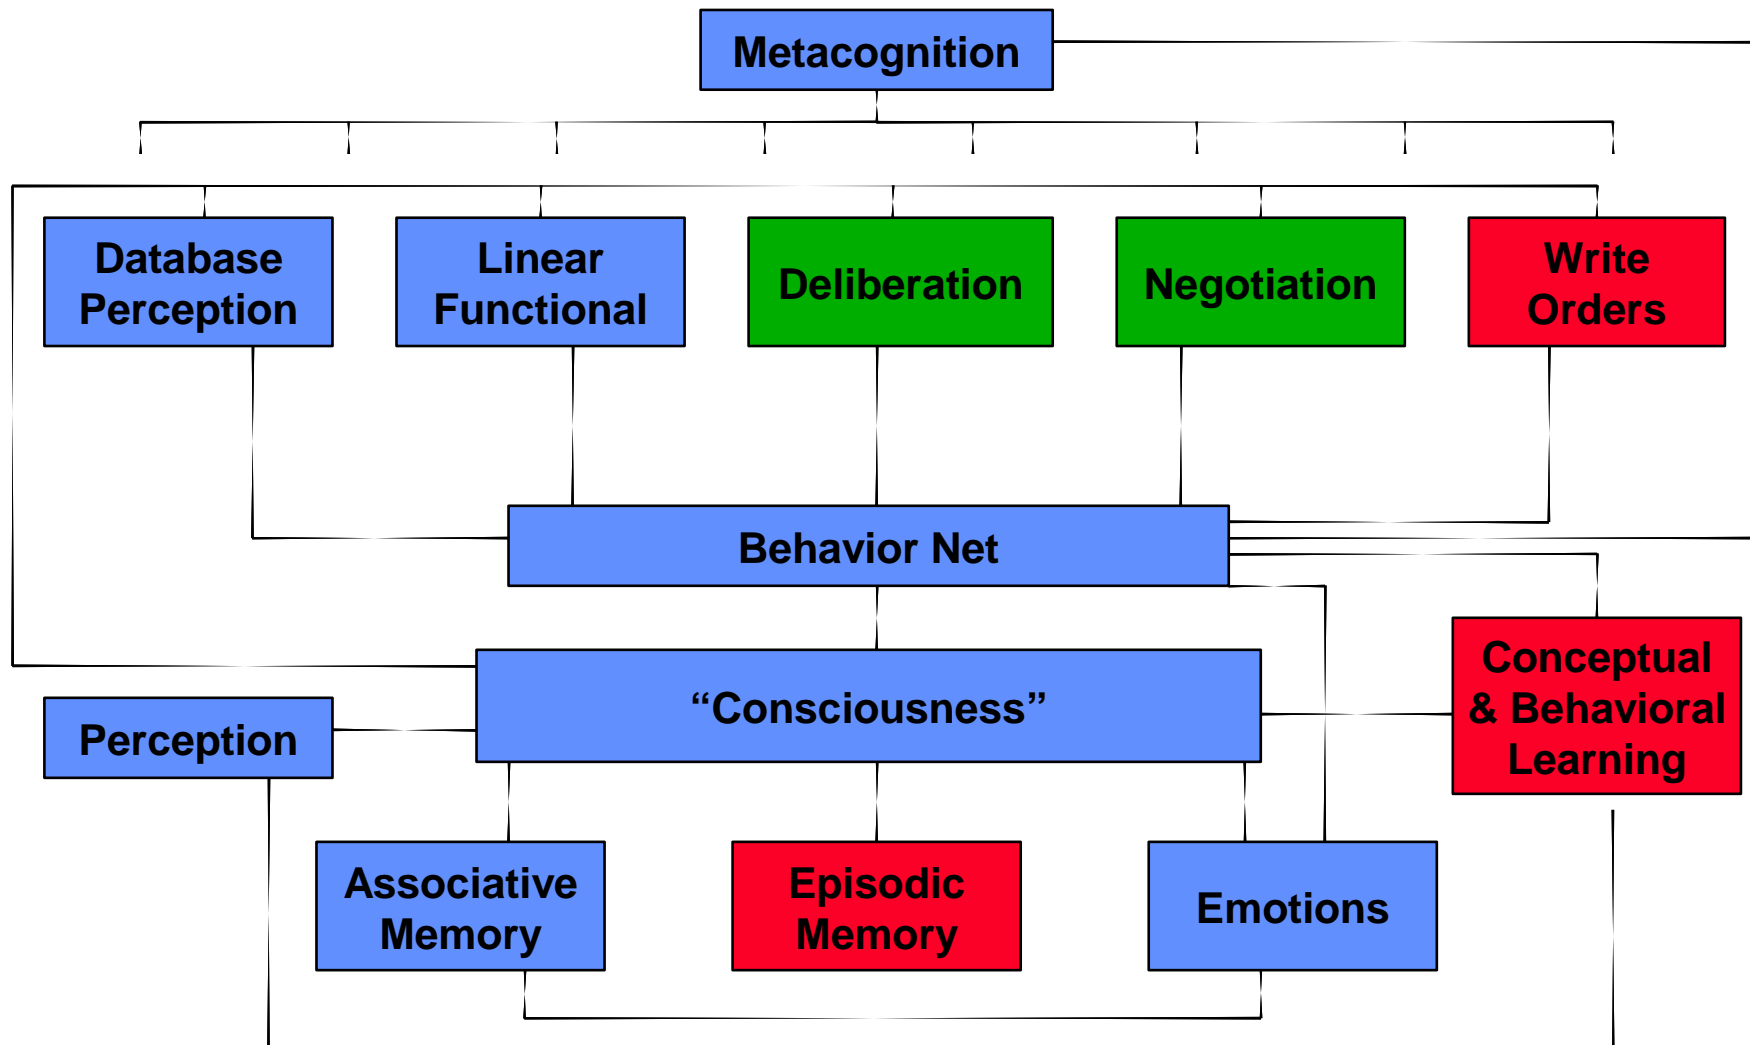 Metacognition
Database
Perception
Linear
Functional
Deliberation
Negotiation
Write
Orders
Behavior Net
“Consciousness”
Conceptual
& Behavioral
Learning
Perception
Associative
Memory
Episodic
Memory
Emotions